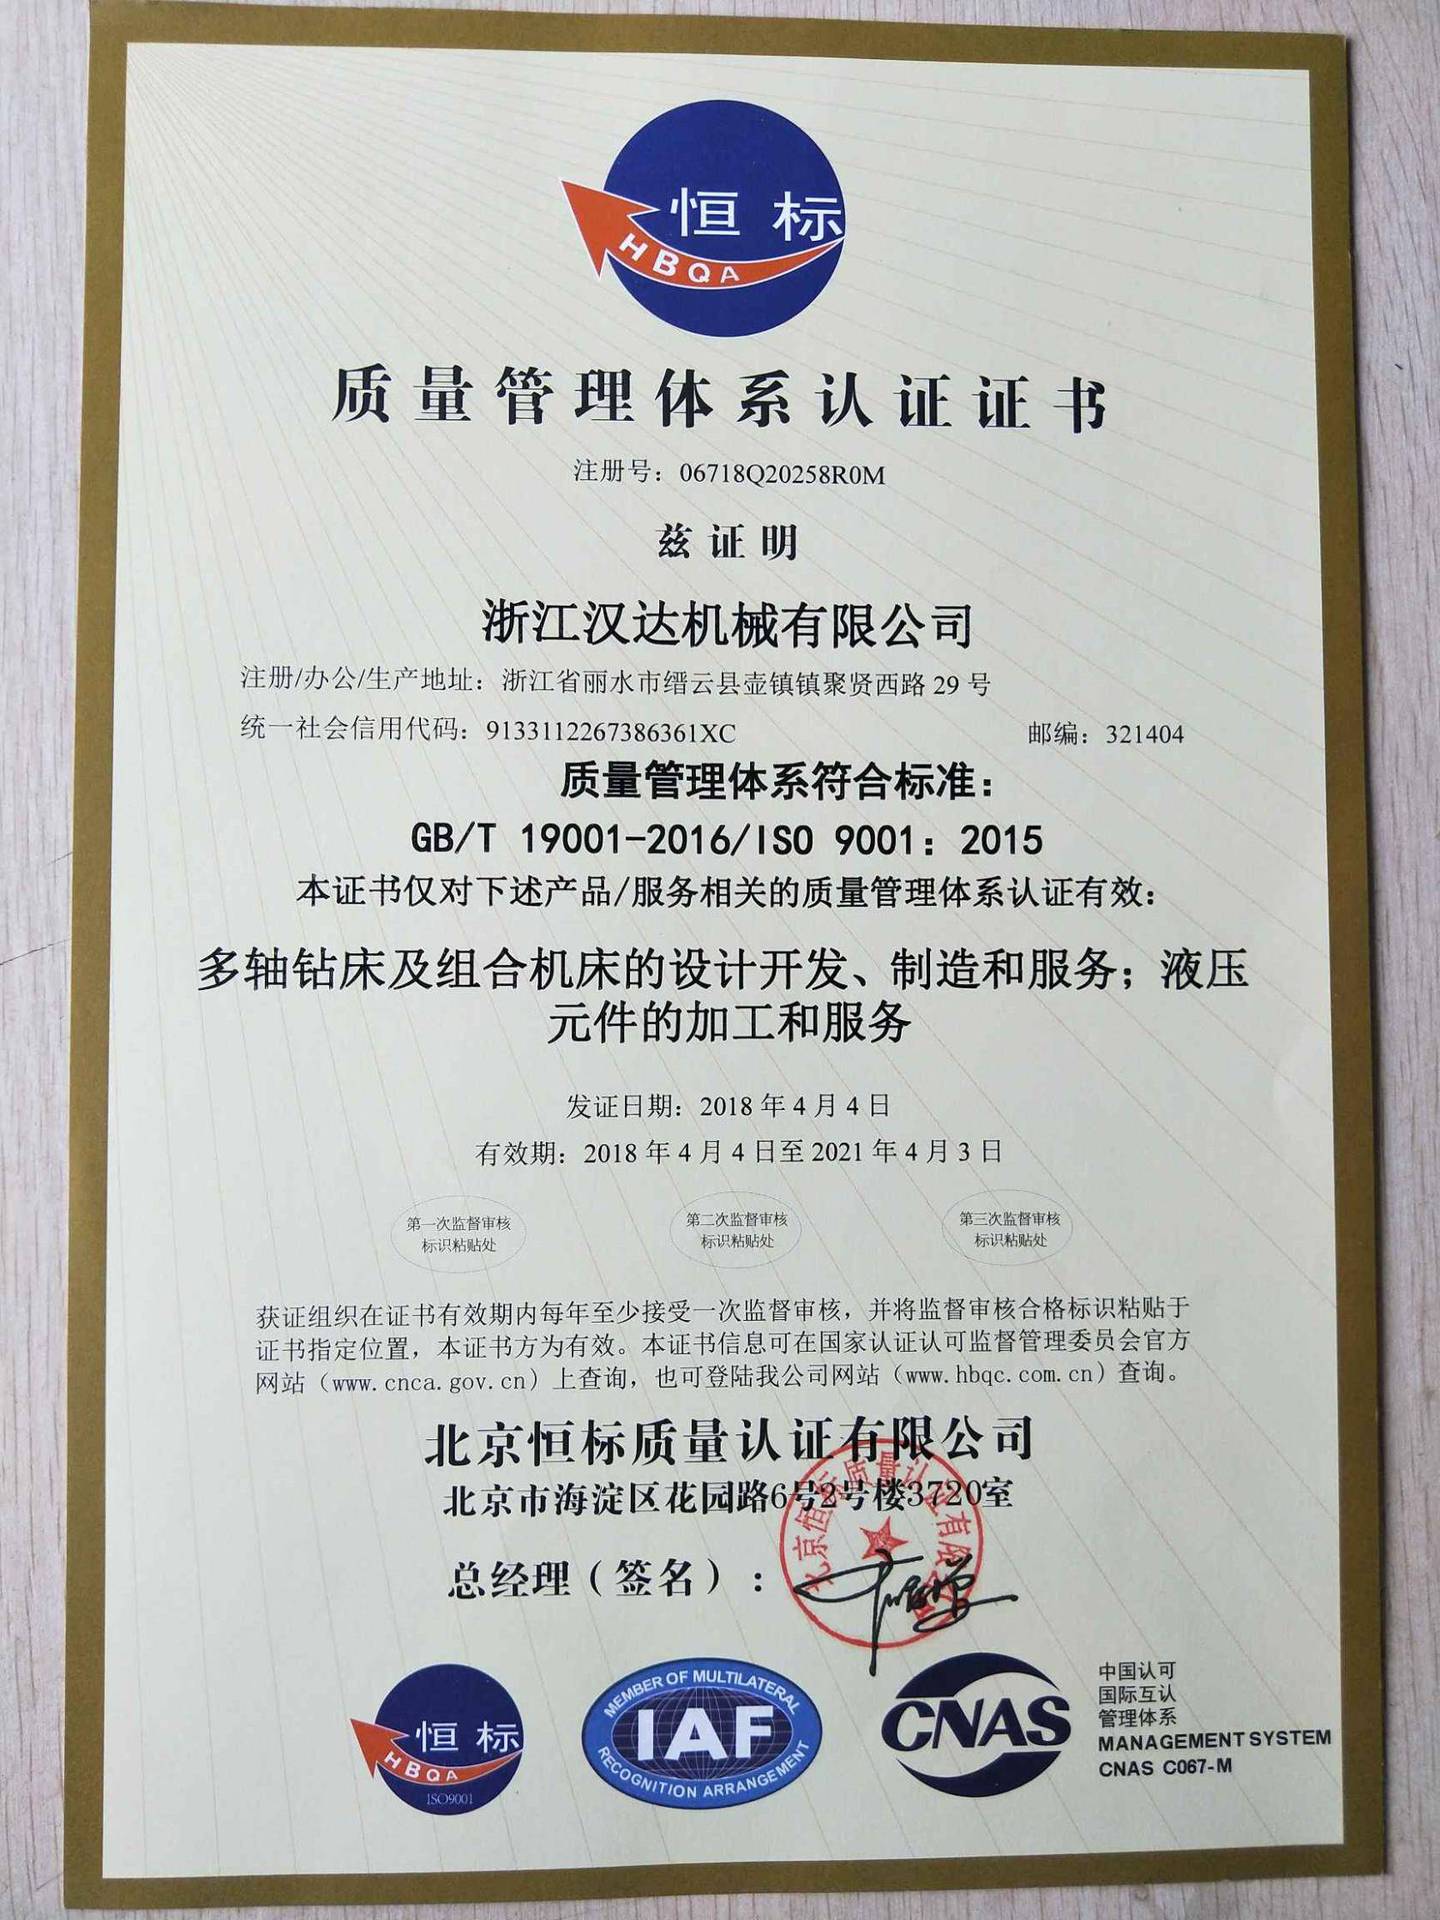 恒标
HBQA
质量管理体系认证证书
注册号：06718Q20258R0M
兹证明
浙江汉达机械有限公司
注册/办公/生产地址：浙江省丽水市缙云县壶镇镇聚贤西路 29 号
统一社会信用代码：9133112267386361XC 邮编：321404
质量管理体系符合标准：
GB/T 19001-2016/ISO 9001：2015
本证书仅对下述产品/服务相关的质量管理体系认证有效：
多轴钻床及组合机床的设计开发、制造和服务；液压
元件的加工和服务
发证日期：2018 年 4 月 4 日
有效期：2018 年 4 月 4 日至 2021 年 4 月 3 日
第一次监督审核
标识粘贴处
第二次监督审核
标识粘贴处
第三次监督审核
标识粘贴处
获证组织在证书有效期内每年至少接受一次监督审核，并将监督审核合格标识粘贴于
证书指定位置，本证书方为有效。本证书信息可在国家认证认可监督管理委员会官方
网站（www.cnca.gov.cn）上查询，也可登陆我公司网站（www.hbqc.com.cn）查询。
北京恒标质量认证有限公司
北京市海淀区花园路6号2号楼3720室
总经理（签名）：
北京恒标质量认证有限公司
恒标
HBQA
ISO9001
MEMBER OF MULTILATERAL
IAF
RECOGNITION ARRANGEMENT
CNAS
中国认可
国际互认
管理体系
MANAGEMENT SYSTEM
CNAS C067-M